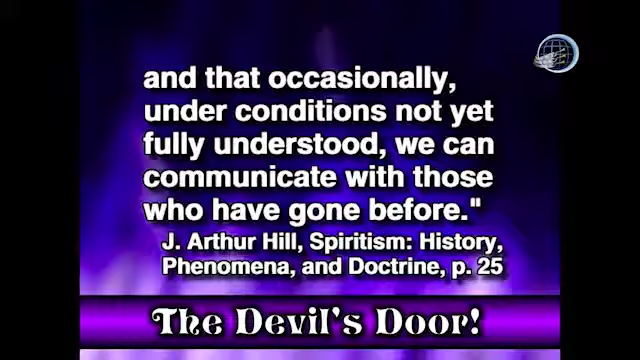 and that occasionally,
under conditions not yet
fully understood, we can
communicate with those
who have gone before."
J. Arthur Hill, Spiritism: History,
Phenomena, and Doctrine, p. 25
The Devil's Door!